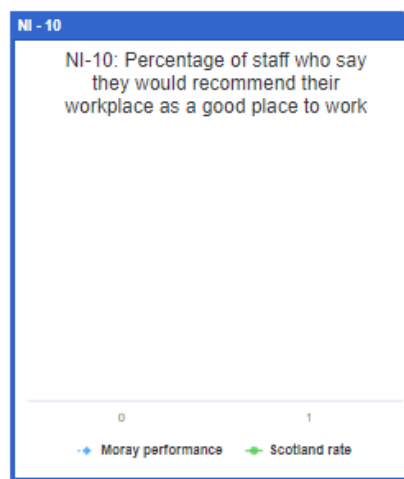 NI - 10
NI-10: Percentage of staff who say
they would recommend their
workplace as a good place to work
0 1
Moray performance Scotland rate